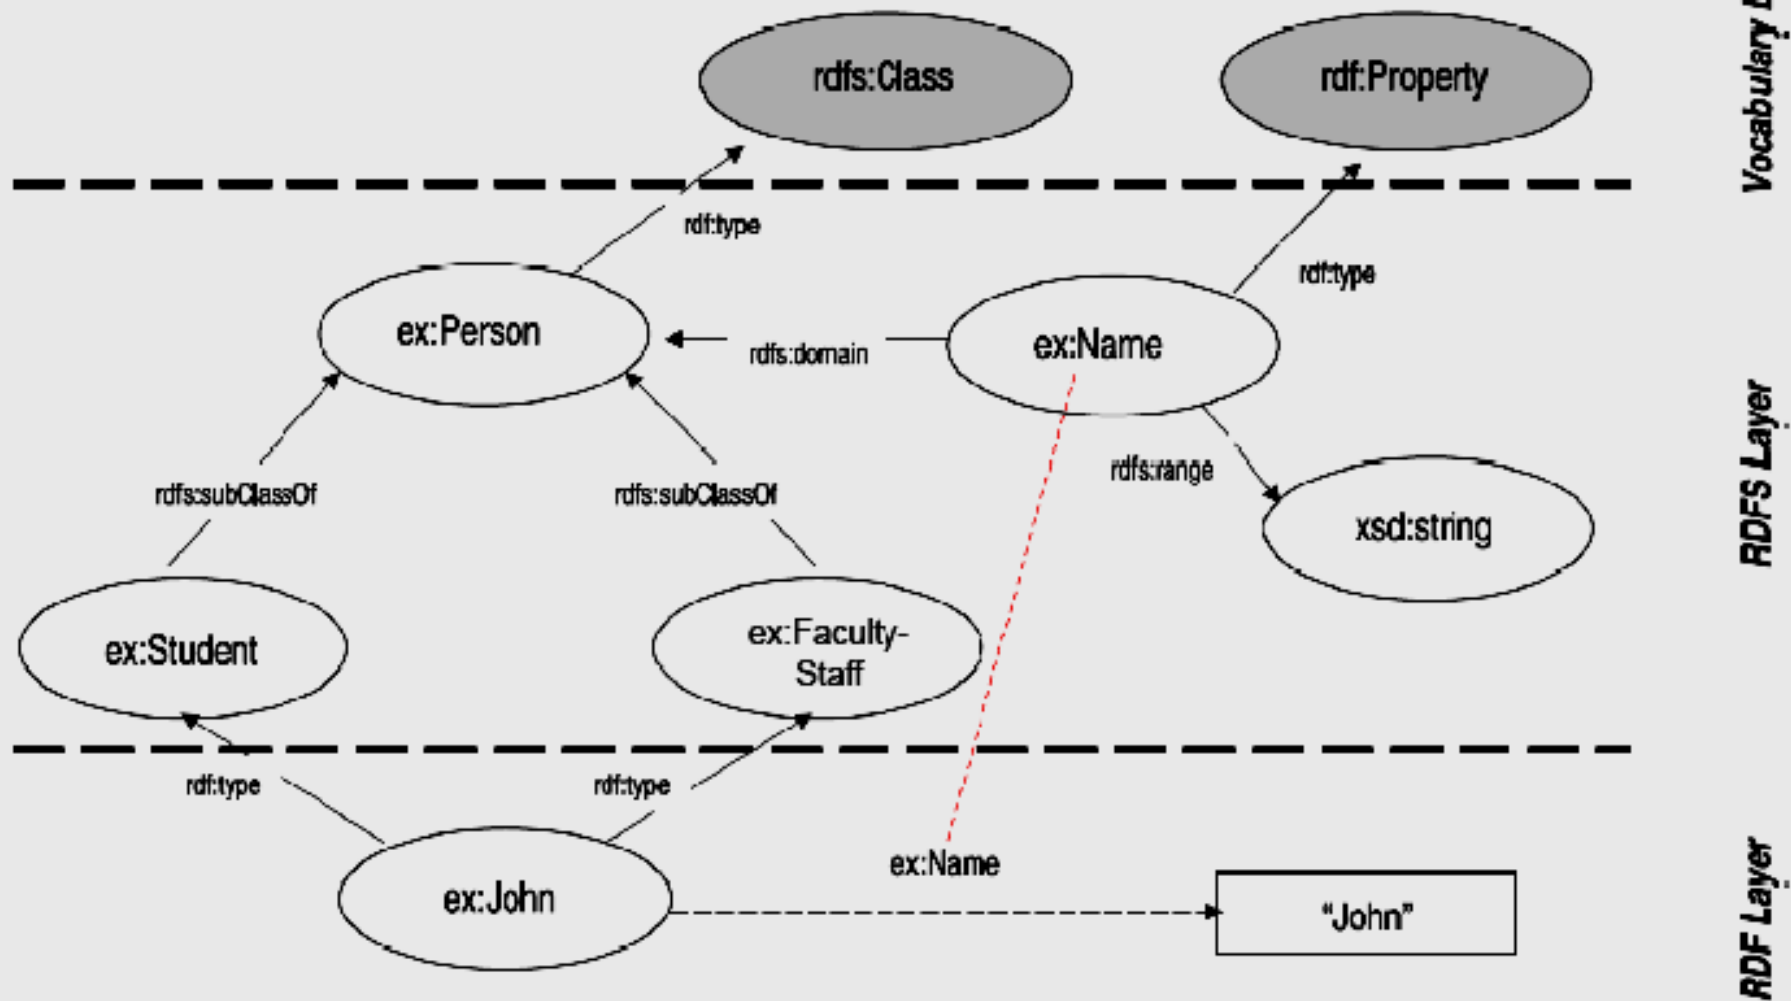 rdfs:Class
rdf:Property
Vocabulary
rdf:type
rdf:type
ex:Person
rdfs:domain
ex:Name
rdfs:range
rdfs:subClassOf
rdfs:subClassOf
xsd:string
RDFS Layer
ex:Student
ex:Faculty-
Staff
rdf:type
rdf:type
ex:Name
ex:John
“John”
RDF Layer